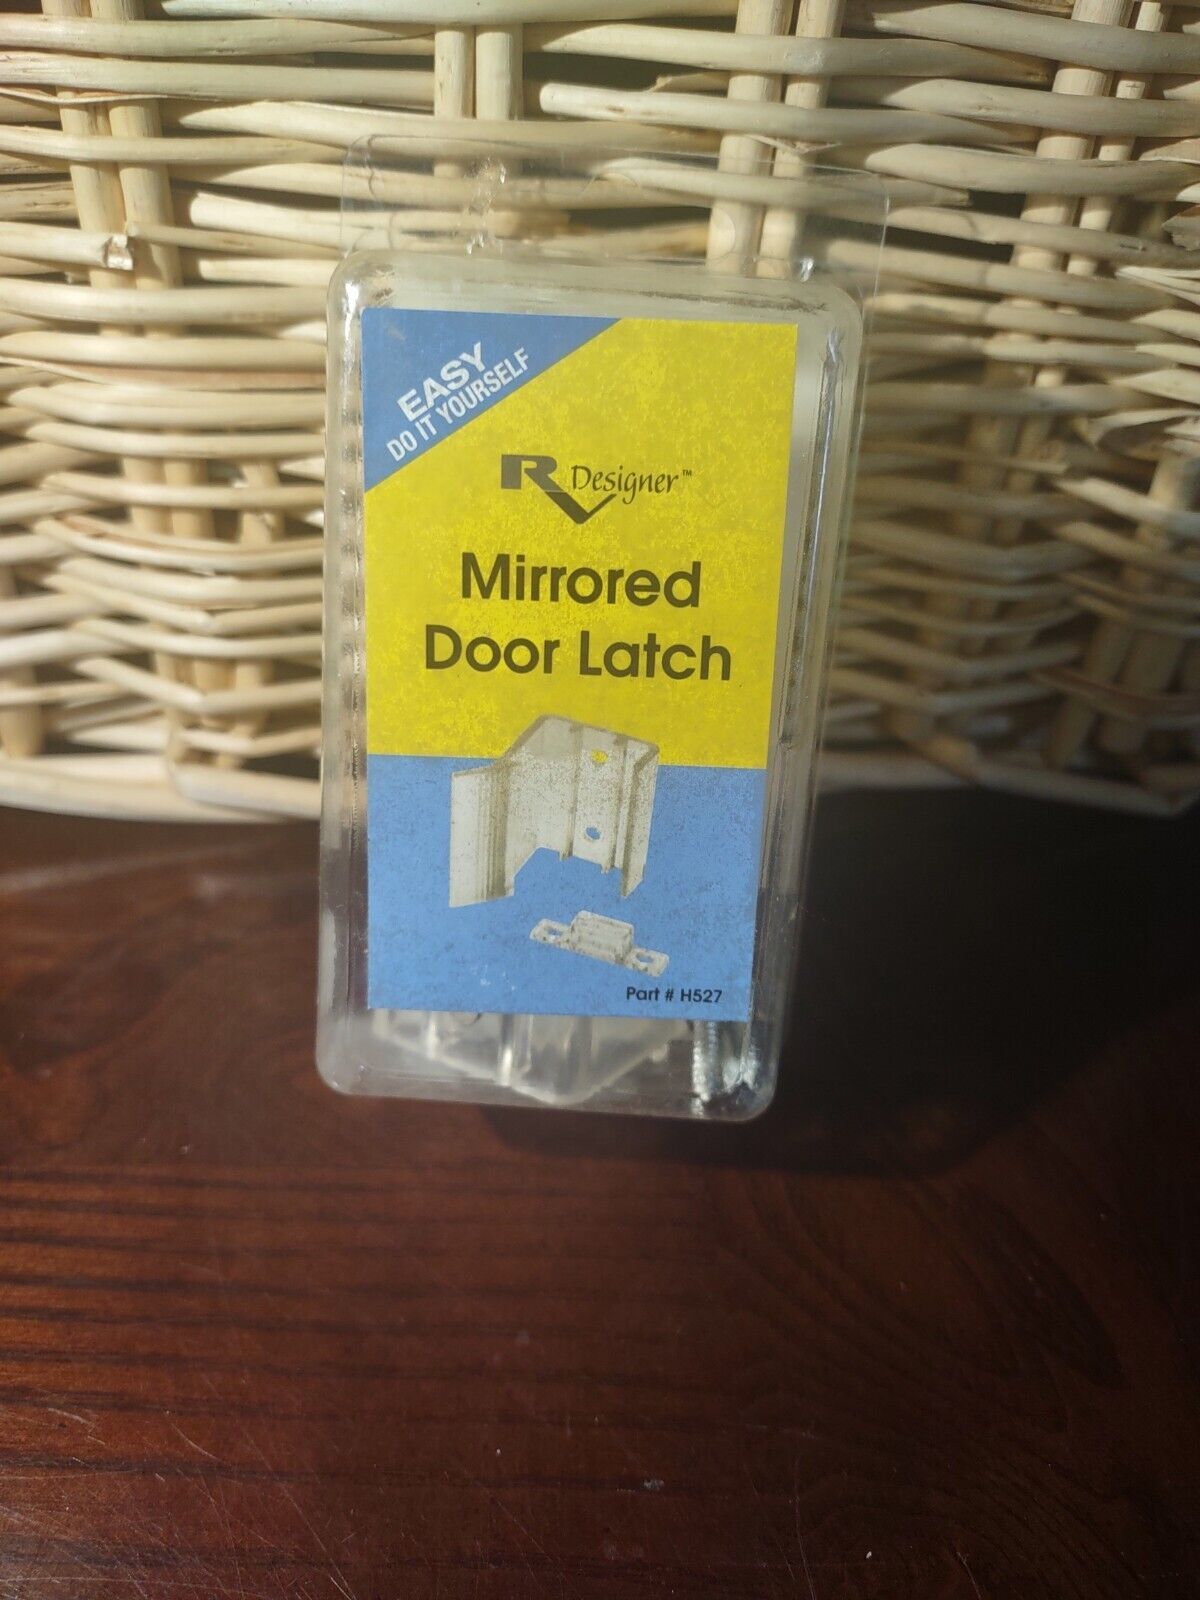 EASY
DO IT YOURSELF
RV Designer™
Mirrored
Door Latch
Part # H527